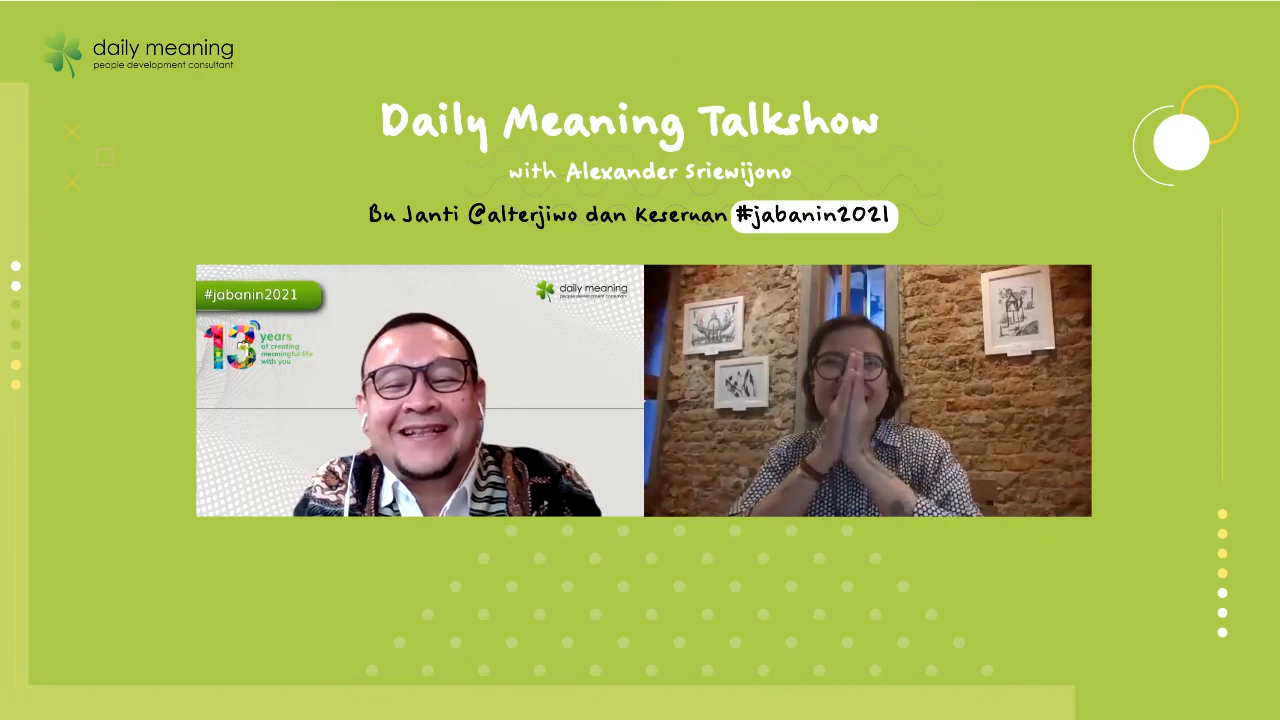 daily meaning
people development consultant
Daily Meaning Talkshow
with Alexander Sriewijono
Bu Janti @alterjiwo dan Keseruan #jabanin2021
#jabanin2021
daily meaning
people development consultant
13 years
of creating
meaningful life
with you